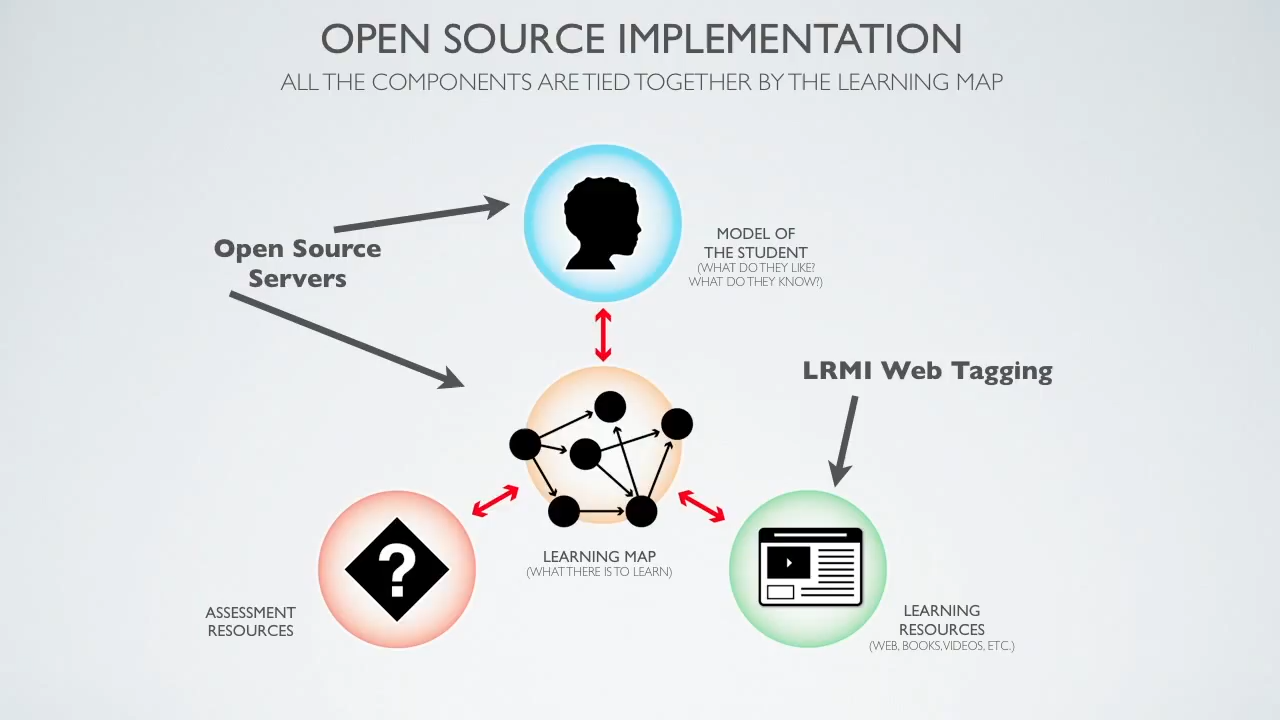 OPEN SOURCE IMPLEMENTATION
ALL THE COMPONENTS ARE TIED TOGETHER BY THE LEARNING MAP
MODEL OF
THE STUDENT
(WHAT DO THEY LIKE?
WHAT DO THEY KNOW?)
Open Source
Servers
LRMI Web Tagging
?
LEARNING MAP
(WHAT THERE IS TO LEARN)
ASSESSMENT
RESOURCES
LEARNING
RESOURCES
(WEB, BOOKS, VIDEOS, ETC.)